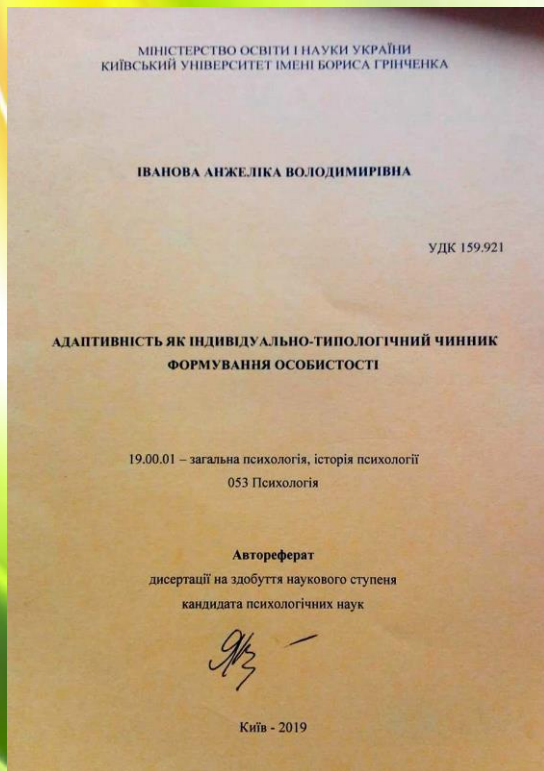 МІНІСТЕРСТВО ОСВІТИ І НАУКИ УКРАЇНИ
КИЇВСЬКИЙ УНІВЕРСИТЕТ ІМЕНІ БОРИСА ГРІНЧЕНКА
ІВАНОВА АНЖЕЛІКА ВОЛОДИМИРІВНА
УДК 159.921
АДАПТИВНІСТЬ ЯК ІНДИВІДУАЛЬНО-ТИПОЛОГІЧНИЙ ЧИННИК
ФОРМУВАННЯ ОСОБИСТОСТІ
19.00.01 – загальна психологія, історія психології
053 Психологія
Автореферат
дисертації на здобуття наукового ступеня
кандидата психологічних наук
Київ - 2019